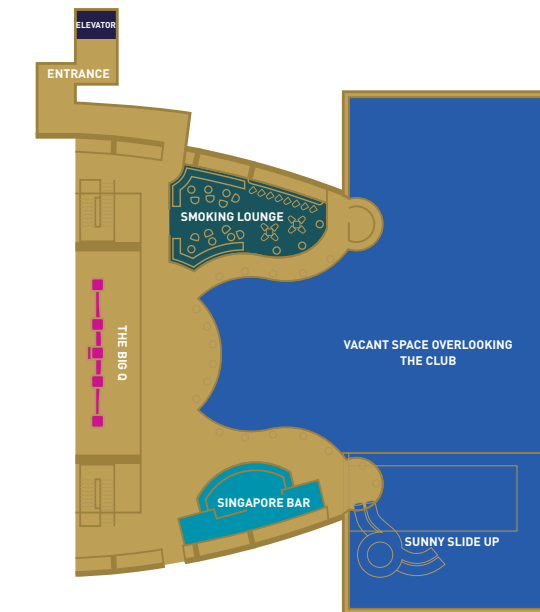 ELEVATOR
ENTRANCE
SMOKING LOUNGE
THE BIG Q
VACANT SPACE OVERLOOKING
THE CLUB
SINGAPORE BAR
SUNNY SLIDE UP